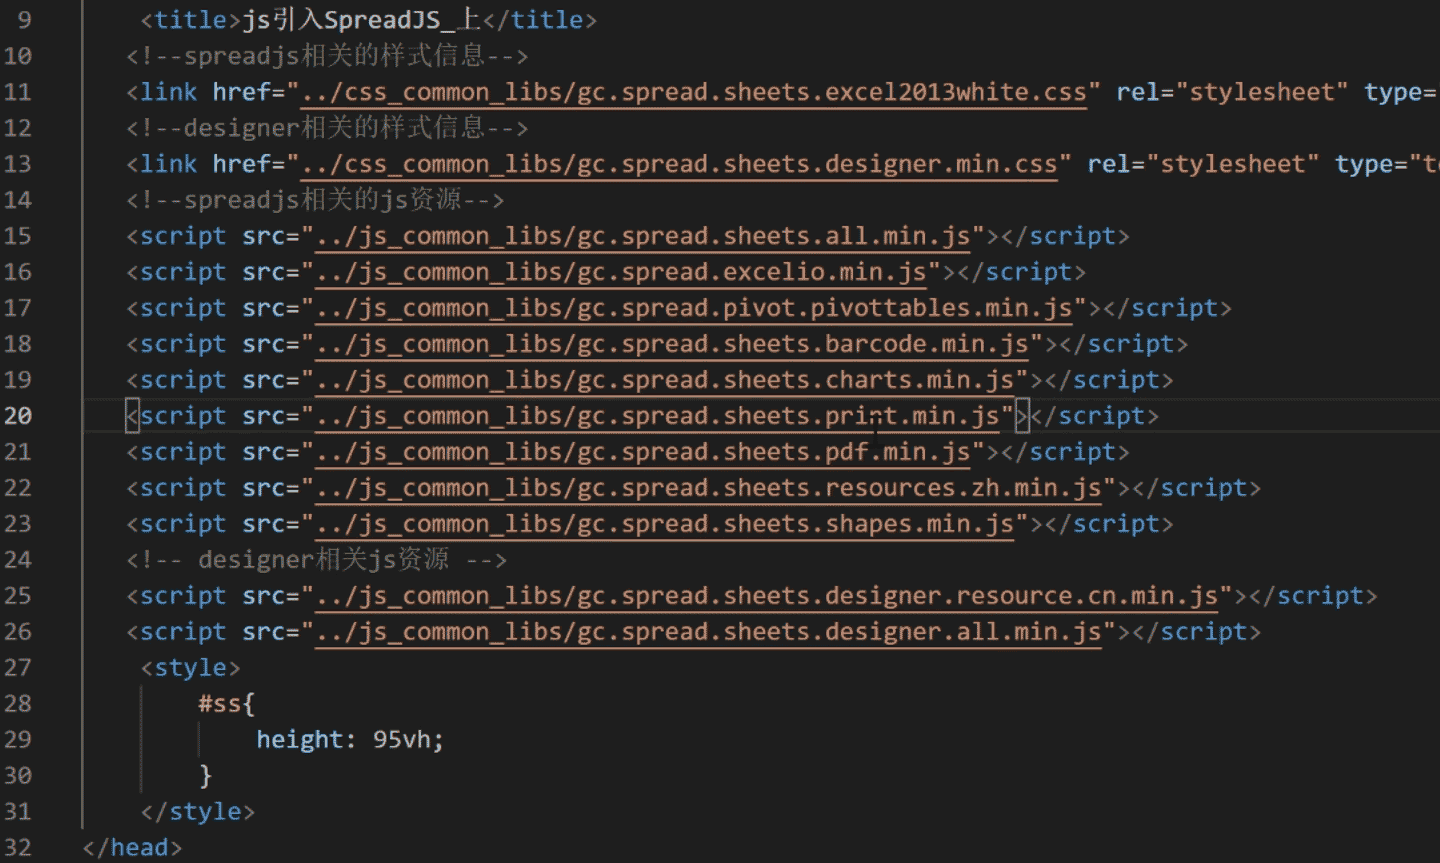 9 <title>js引入SpreadJS_上</title>
10 <!--spreadjs相关的样式信息-->
11 <link href="../css_common_libs/gc.spread.sheets.excel2013white.css" rel="stylesheet" type=
12 <!--designer相关的样式信息-->
13 <link href="../css_common_libs/gc.spread.sheets.designer.min.css" rel="stylesheet" type="t
14 <!--spreadjs相关的js资源-->
15 <script src="../js_common_libs/gc.spread.sheets.all.min.js"></script>
16 <script src="../js_common_libs/gc.spread.excelio.min.js"></script>
17 <script src="../js_common_libs/gc.spread.pivot.pivottables.min.js"></script>
18 <script src="../js_common_libs/gc.spread.sheets.barcode.min.js"></script>
19 <script src="../js_common_libs/gc.spread.sheets.charts.min.js"></script>
20 <script src="../js_common_libs/gc.spread.sheets.print.min.js"></script>
21 <script src="../js_common_libs/gc.spread.sheets.pdf.min.js"></script>
22 <script src="../js_common_libs/gc.spread.sheets.resources.zh.min.js"></script>
23 <script src="../js_common_libs/gc.spread.sheets.shapes.min.js"></script>
24 <!-- designer相关js资源 -->
25 <script src="../js_common_libs/gc.spread.sheets.designer.resource.cn.min.js"></script>
26 <script src="../js_common_libs/gc.spread.sheets.designer.all.min.js"></script>
27 <style>
28 #ss{
29 height: 95vh;
30 }
31 </style>
32 </head>